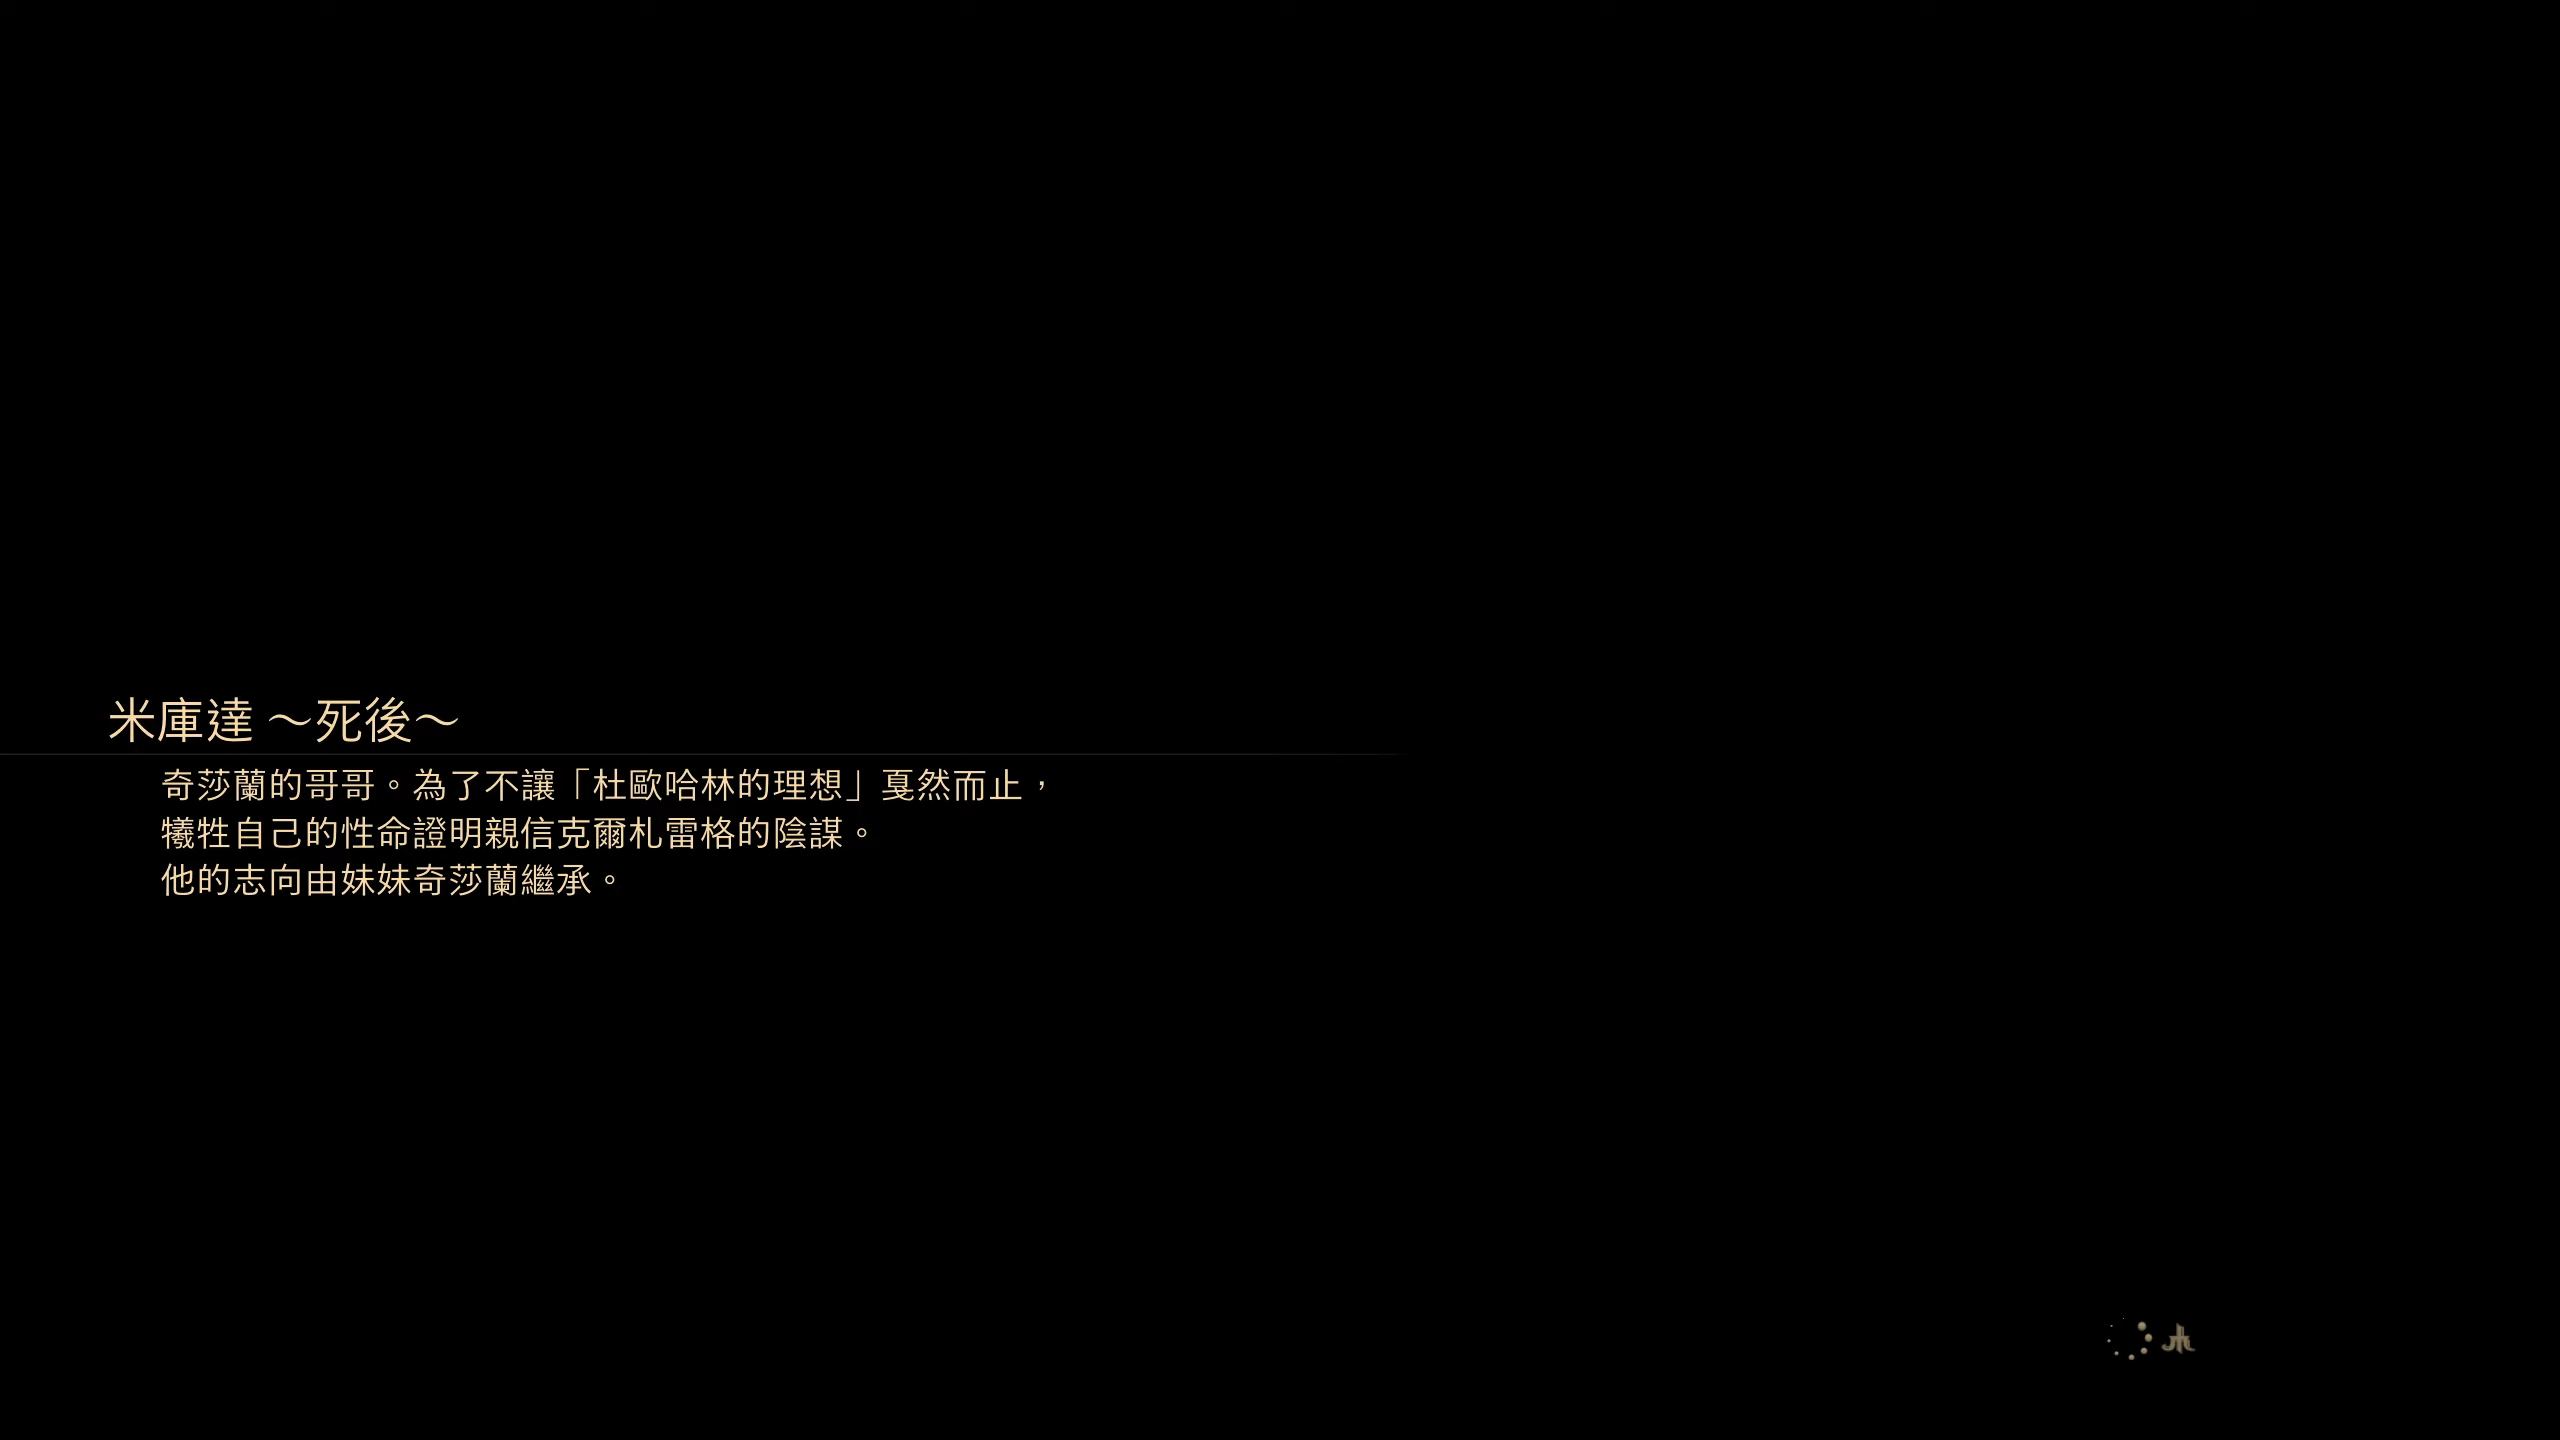 米庫達 ～死後～
奇莎蘭的哥哥。為了不讓「杜歐哈林的理想」戛然而止，
犧牲自己的性命證明親信克爾札雷格的陰謀。
他的志向由妹妹奇莎蘭繼承。